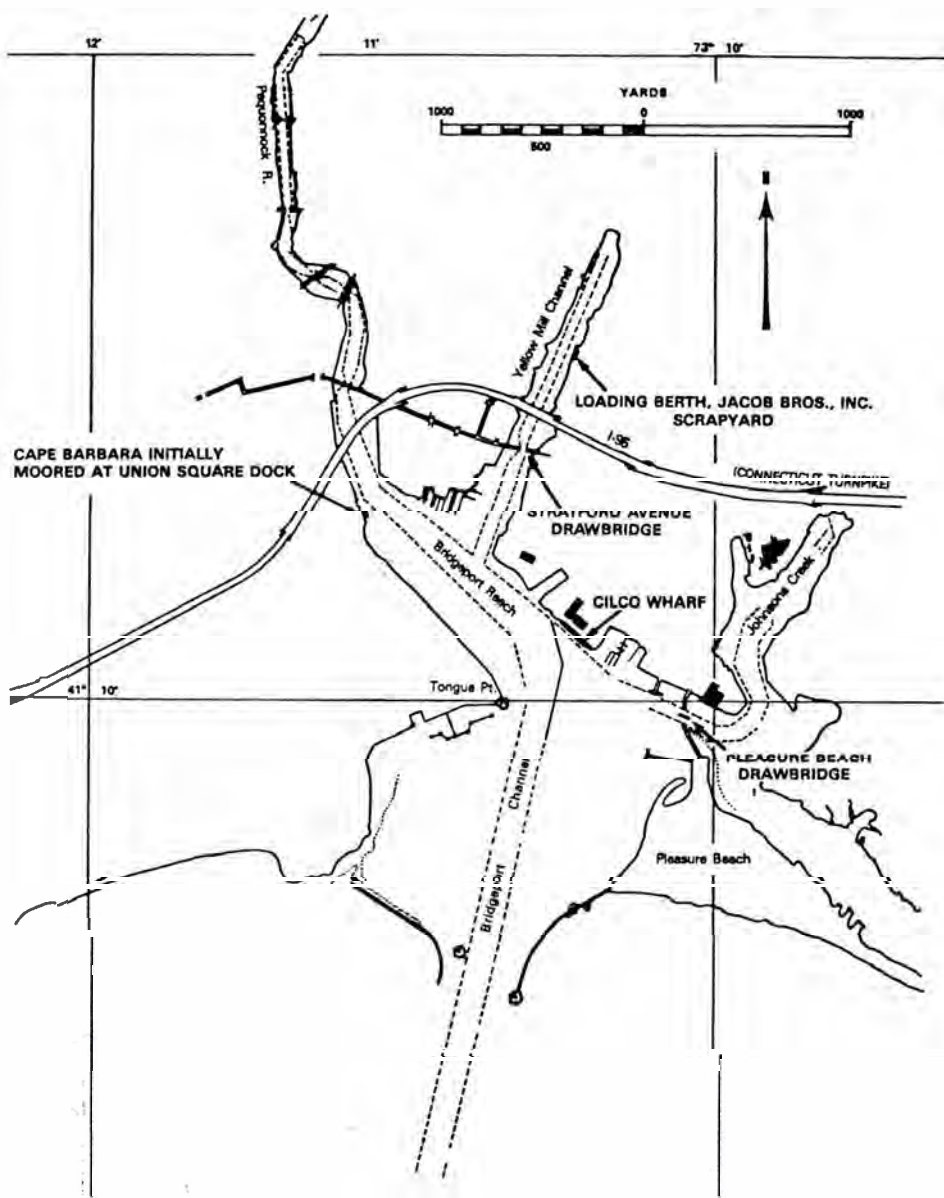 12'
11'
73° 10'
YARDS
1000
0
1000
500
Pequonnock R.
Yellow Mill Channel
LOADING BERTH, JACOB BROS., INC.
SCRAPYARD
I-95
CAPE BARBARA INITIALLY
MOORED AT UNION SQUARE DOCK
(CONNECTICUT TURNPIKE)
STRATFORD AVENUE
DRAWBRIDGE
Bridgeport Reach
CILCO WHARF
Johnsons Creek
41° 10'
Tongue Pt.
PLEASURE BEACH
DRAWBRIDGE
Bridgeport Channel
Pleasure Beach